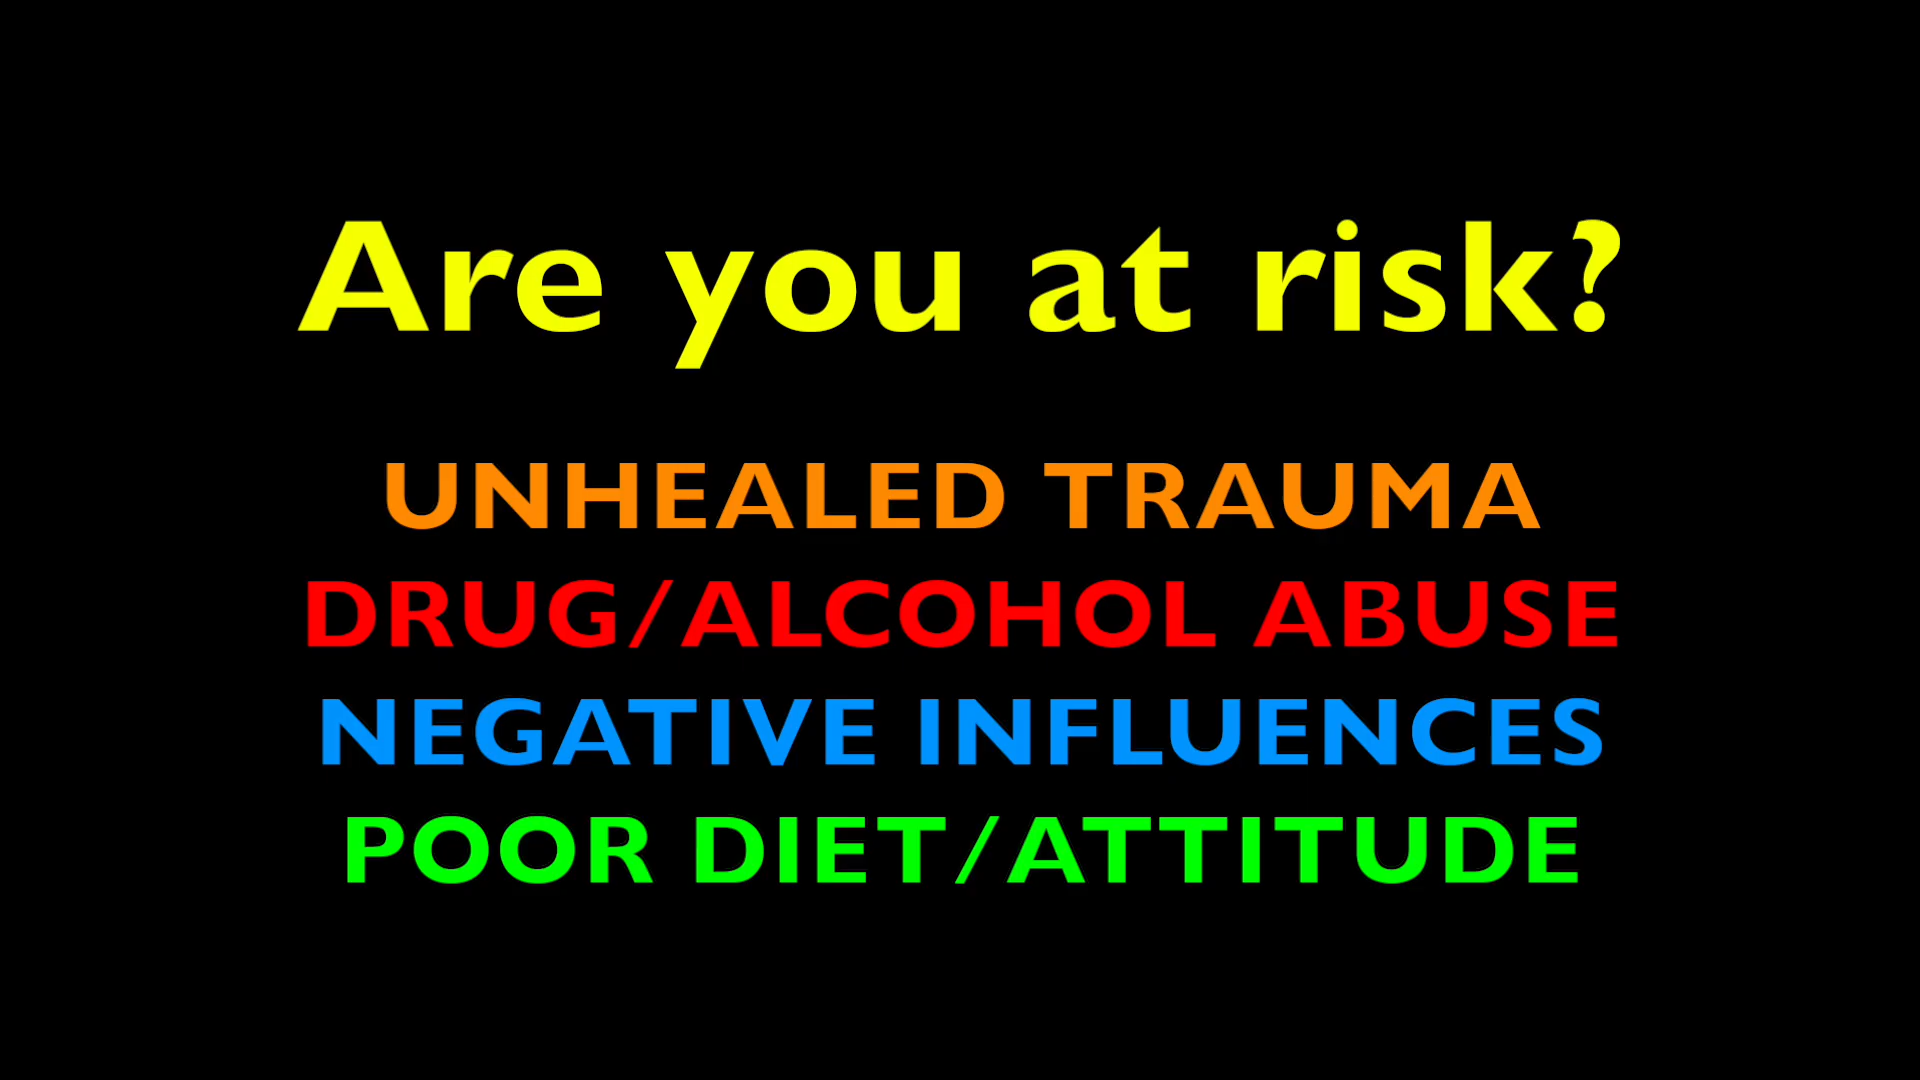 Are you at risk?
UNHEALED TRAUMA
DRUG/ALCOHOL ABUSE
NEGATIVE INFLUENCES
POOR DIET/ATTITUDE